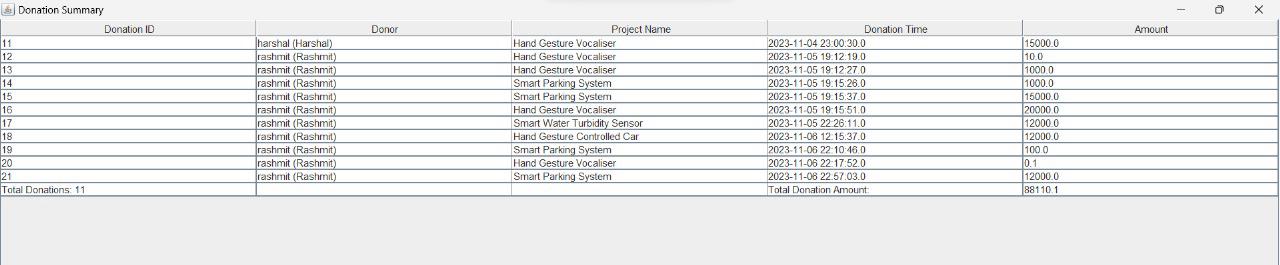 Donation Summary
Donation ID Donor Project Name Donation Time Amount
11 harshal (Harshal) Hand Gesture Vocaliser 2023-11-04 23:00:30.0 15000.0
12 rashmit (Rashmit) Hand Gesture Vocaliser 2023-11-05 19:12:19.0 10.0
13 rashmit (Rashmit) Hand Gesture Vocaliser 2023-11-05 19:12:27.0 1000.0
14 rashmit (Rashmit) Smart Parking System 2023-11-05 19:15:26.0 1000.0
15 rashmit (Rashmit) Smart Parking System 2023-11-05 19:15:37.0 15000.0
16 rashmit (Rashmit) Hand Gesture Vocaliser 2023-11-05 19:15:51.0 20000.0
17 rashmit (Rashmit) Smart Water Turbidity Sensor 2023-11-05 22:26:11.0 12000.0
18 rashmit (Rashmit) Hand Gesture Controlled Car 2023-11-06 12:15:37.0 12000.0
19 rashmit (Rashmit) Smart Parking System 2023-11-06 22:10:46.0 100.0
20 rashmit (Rashmit) Hand Gesture Vocaliser 2023-11-06 22:17:52.0 0.1
21 rashmit (Rashmit) Smart Parking System 2023-11-06 22:57:03.0 12000.0
Total Donations: 11 Total Donation Amount: 88110.1